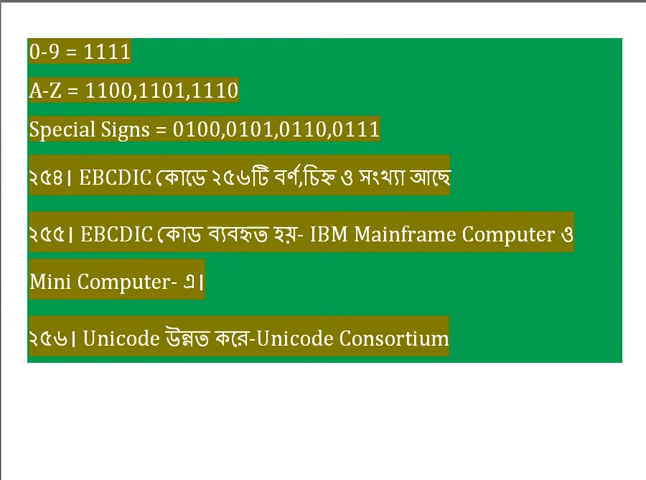 0-9 = 1111
A-Z = 1100,1101,1110
Special Signs = 0100,0101,0110,0111
২৫৪। EBCDIC কোডে ২৫৬টি বর্ণ,চিহ্ন ও সংখ্যা আছে
২৫৫। EBCDIC কোড ব্যবহৃত হয়- IBM Mainframe Computer ও
Mini Computer- এ।
২৫৬। Unicode উন্নত করে-Unicode Consortium